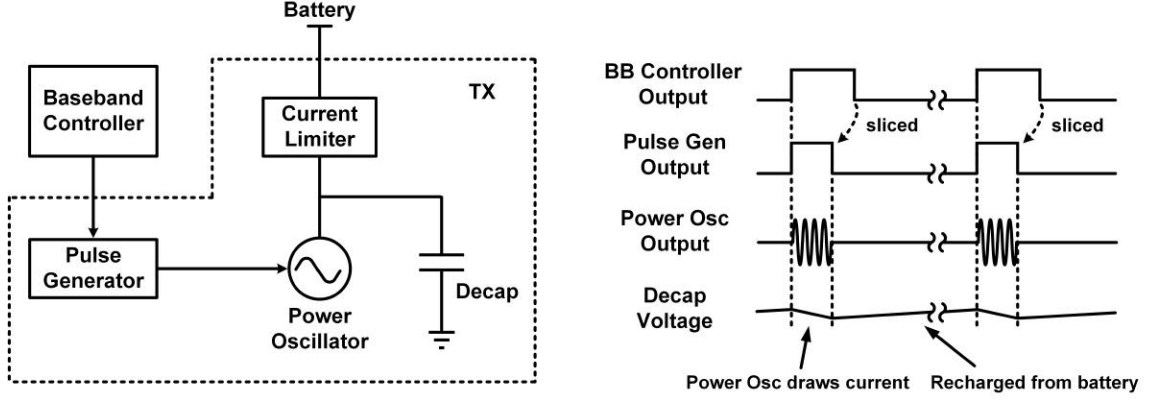 Battery
Baseband
Controller
Current
Limiter
TX
Pulse
Generator
Power
Oscillator
Decap
BB Controller
Output
sliced
sliced
Pulse Gen
Output
Power Osc
Output
Decap
Voltage
Power Osc draws current
Recharged from battery